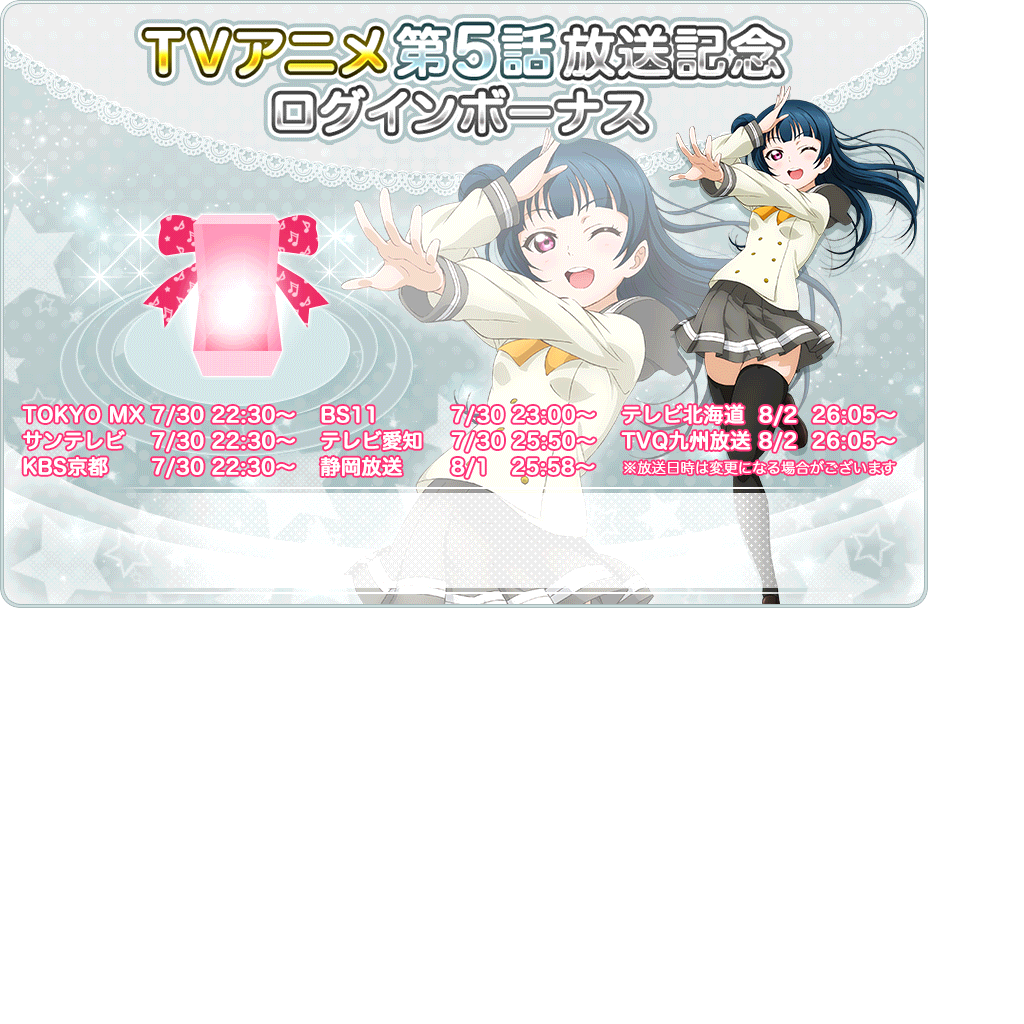 TVアニメ第5話放送記念
ログインボーナス
TOKYO MX 7/30 22:30～ BS11 7/30 23:00～ テレビ北海道 8/2 26:05～
サンテレビ 7/30 22:30～ テレビ愛知 7/30 25:50～ TVQ九州放送 8/2 26:05～
KBS京都 7/30 22:30～ 静岡放送 8/1 25:58～ ※放送日時は変更になる場合がございます